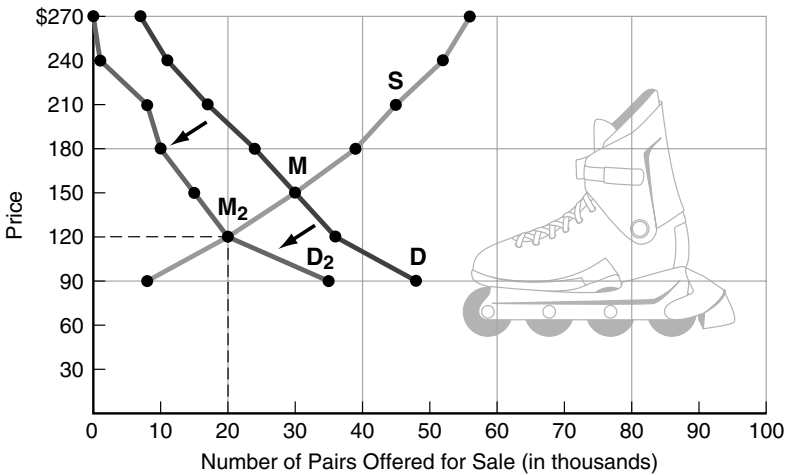 $270
240
210
180
150
120
90
60
30
Price
S
M
M2
D2
D
0 10 20 30 40 50 60 70 80 90 100
Number of Pairs Offered for Sale (in thousands)